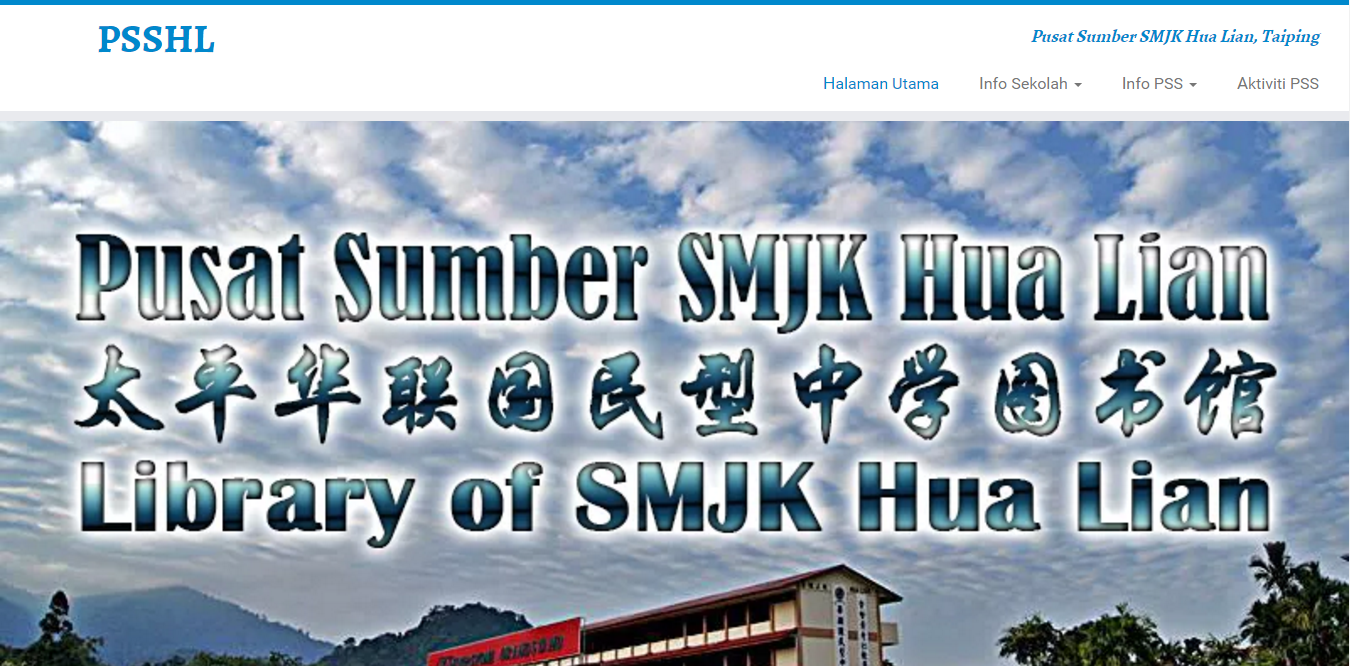 PSSHL
Pusat Sumber SMJK Hua Lian, Taiping
Halaman Utama
Info Sekolah
Info PSS
Aktiviti PSS
Pusat Sumber SMJK Hua Lian
太平华联国民型中学图书馆
Library of SMJK Hua Lian